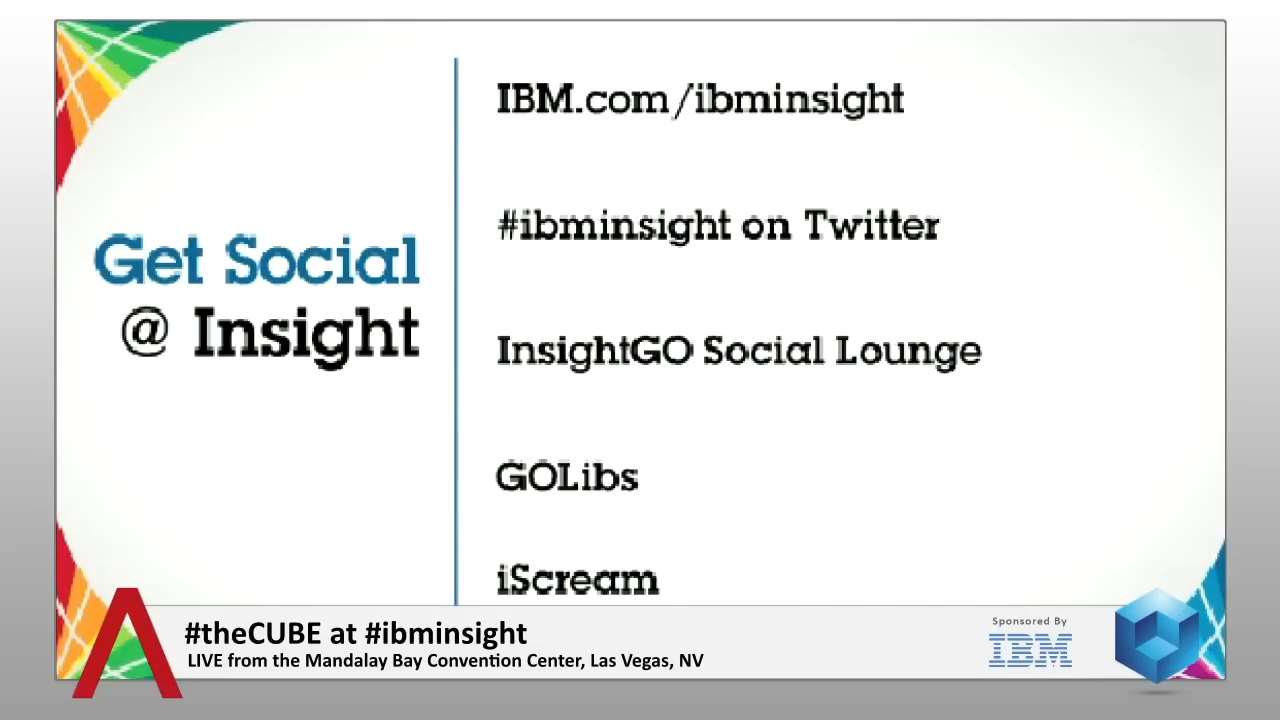 Get Social
@ Insight
IBM.com/ibminsight
#ibminsight on Twitter
InsightGO Social Lounge
GOLibs
iScream
#theCUBE at #ibminsight
LIVE from the Mandalay Bay Convention Center, Las Vegas, NV
Sponsored By
IBM